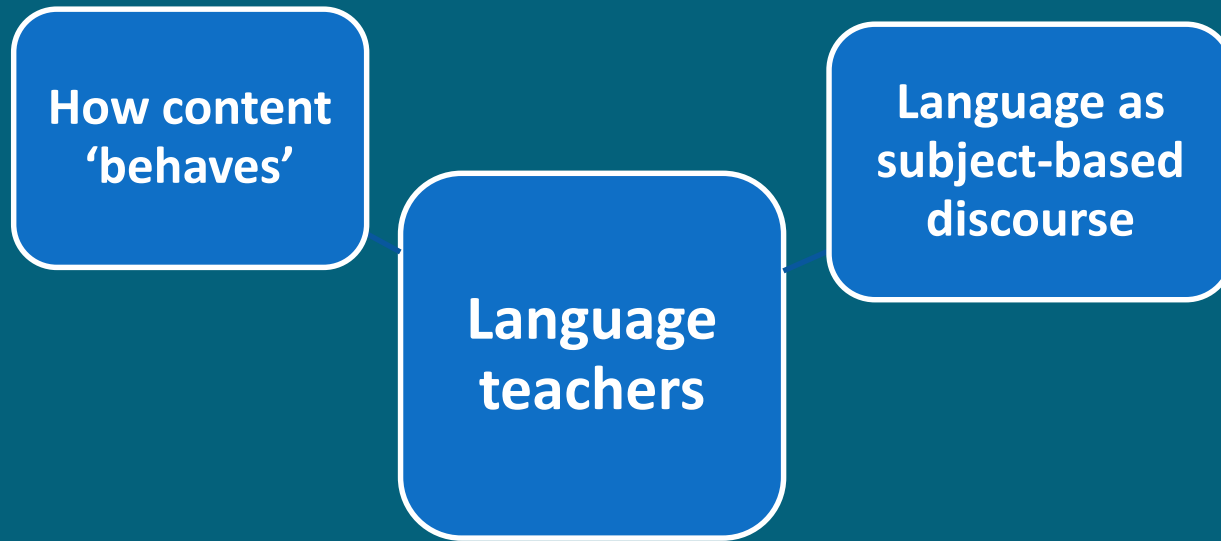 How content
‘behaves’
Language as
subject-based
discourse
Language
teachers